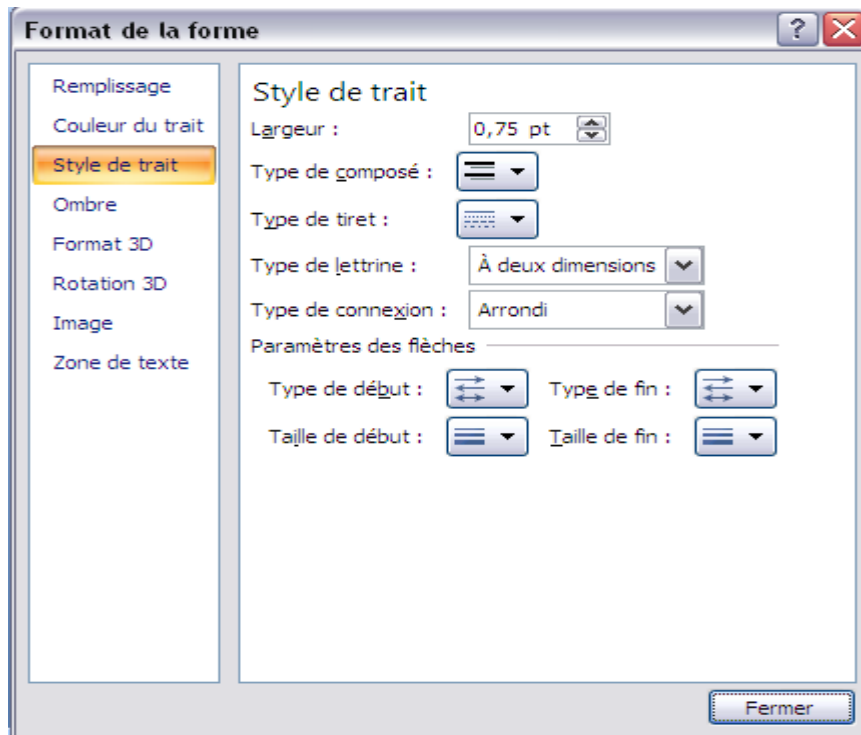 Format de la forme
Remplissage
Couleur du trait
Style de trait
Ombre
Format 3D
Rotation 3D
Image
Zone de texte
Style de trait
Largeur : 0,75 pt
Type de composé :
Type de tiret :
Type de lettrine : À deux dimensions
Type de connexion : Arrondi
Paramètres des flèches
Type de début : Type de fin :
Taille de début : Taille de fin :
Fermer